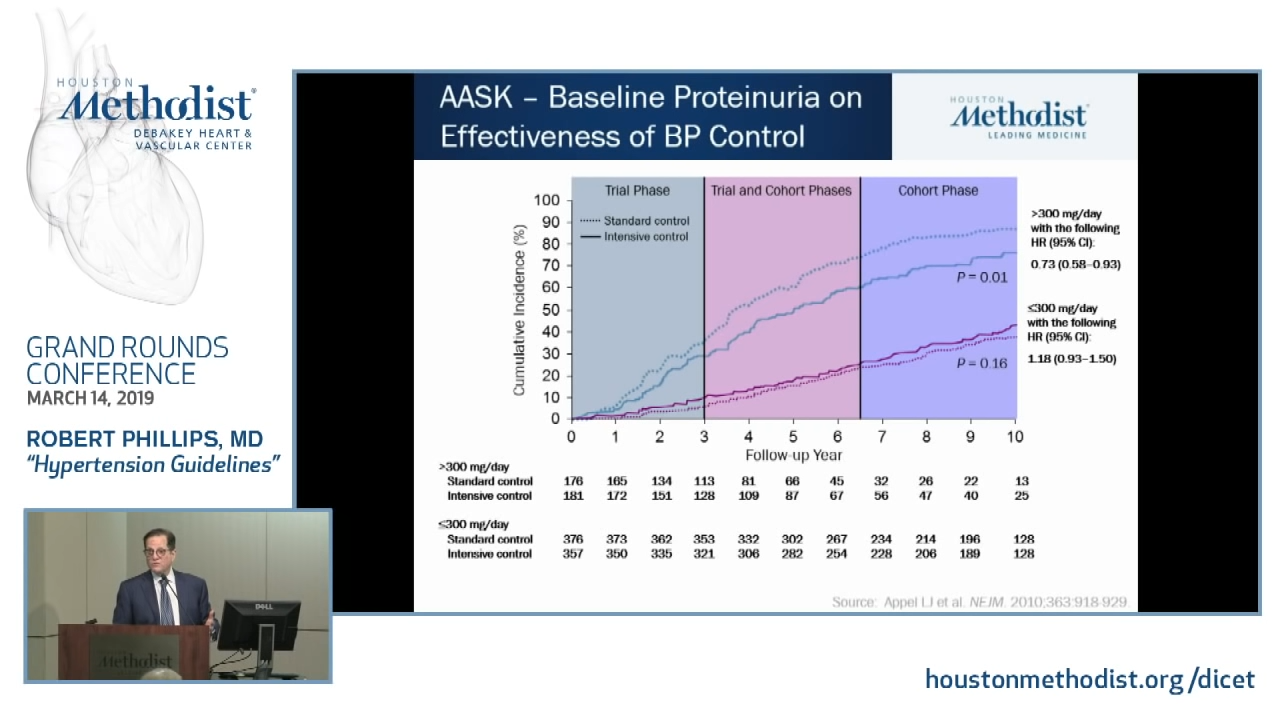 HOUSTON
Methodist®
DEBAKEY HEART &
VASCULAR CENTER
GRAND ROUNDS
CONFERENCE
MARCH 14, 2019
ROBERT PHILLIPS, MD
“Hypertension Guidelines”
AASK – Baseline Proteinuria on
Effectiveness of BP Control
HOUSTON
Methodist
LEADING MEDICINE
Trial Phase
Trial and Cohort Phases
Cohort Phase
Standard control
Intensive control
Cumulative Incidence (%)
100
90
80
70
60
50
40
30
20
10
0
P = 0.01
P = 0.16
>300 mg/day
with the following
HR (95% CI):
0.73 (0.58–0.93)
≤300 mg/day
with the following
HR (95% CI):
1.18 (0.93–1.50)
0 1 2 3 4 5 6 7 8 9 10
Follow-up Year
>300 mg/day
Standard control 176 165 134 113 81 66 45 32 26 22 13
Intensive control 181 172 151 128 109 87 67 56 47 40 25
≤300 mg/day
Standard control 376 373 362 353 332 302 267 234 214 196 128
Intensive control 357 350 335 321 306 282 254 228 206 189 128
Source: Appel LJ et al. NEJM. 2010;363:918-929.
DELL
Methodist
houstonmethodist.org/dicet